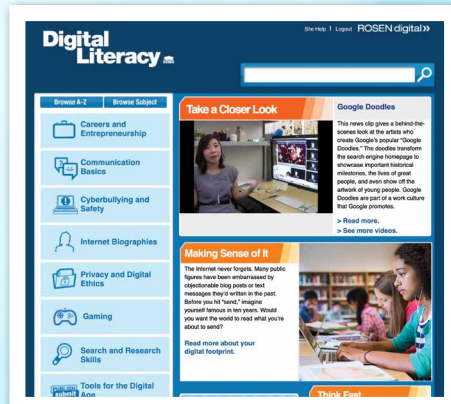 Digital
Literacy
Site Help | Logout ROSEN digital»
Browse A-Z Browse Subject
Careers and
Entrepreneurship
Communication
Basics
Cyberbullying and
Safety
Internet Biographies
Privacy and Digital
Ethics
Gaming
Search and Research
Skills
PUBLISH
submit
Tools for the Digital
Age
Take a Closer Look
Google Doodles
This news clip gives a behind-the-
scenes look at the artists who
create Google's popular "Google
Doodles." The doodles transform
the search engine homepage to
showcase important historical
milestones, the lives of great
people, and even show off the
artwork of young people. Google
Doodles are part of a work culture
that Google promotes.
> Read more.
> See more videos.
Making Sense of It
The Internet never forgets. Many public
figures have been embarrassed by
objectionable blog posts or text
messages they'd written in the past.
Before you hit "send," imagine
yourself famous in ten years. Would
you want the world to read what you're
about to send?
Read more about your
digital footprint.
Think Fast